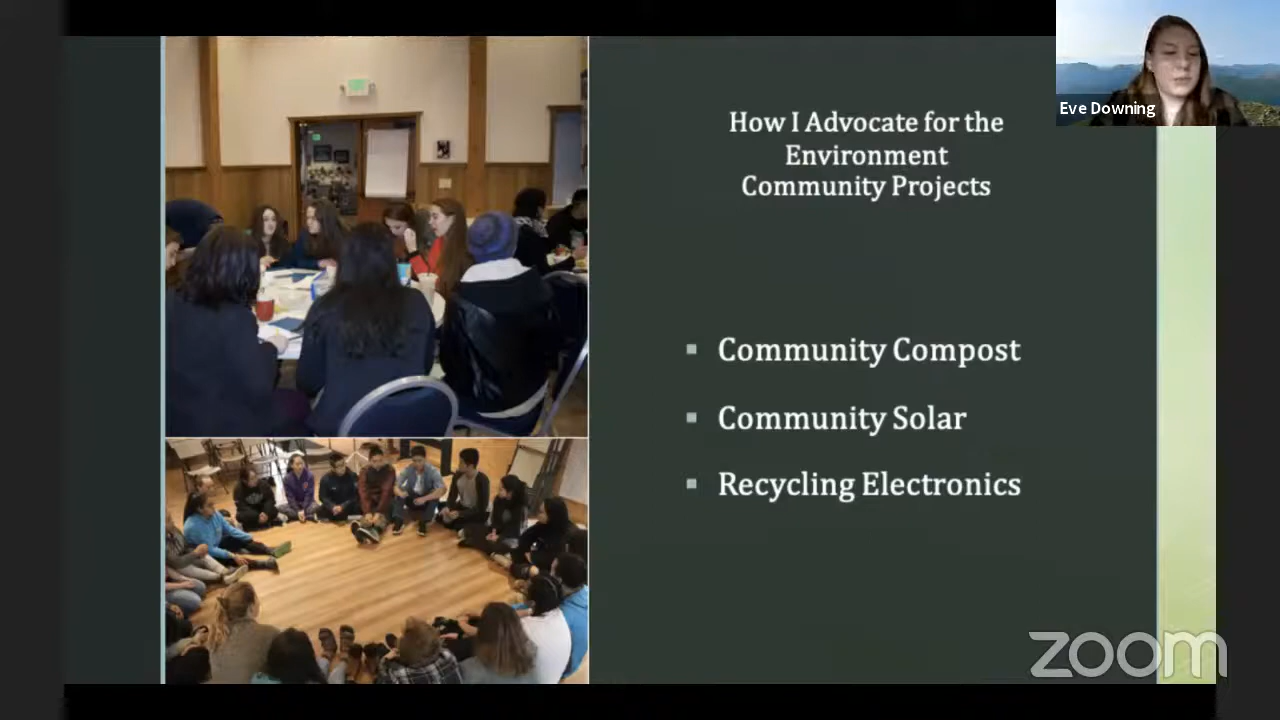 Eve Downing
How I Advocate for the
Environment
Community Projects
Community Compost
Community Solar
Recycling Electronics
zoom